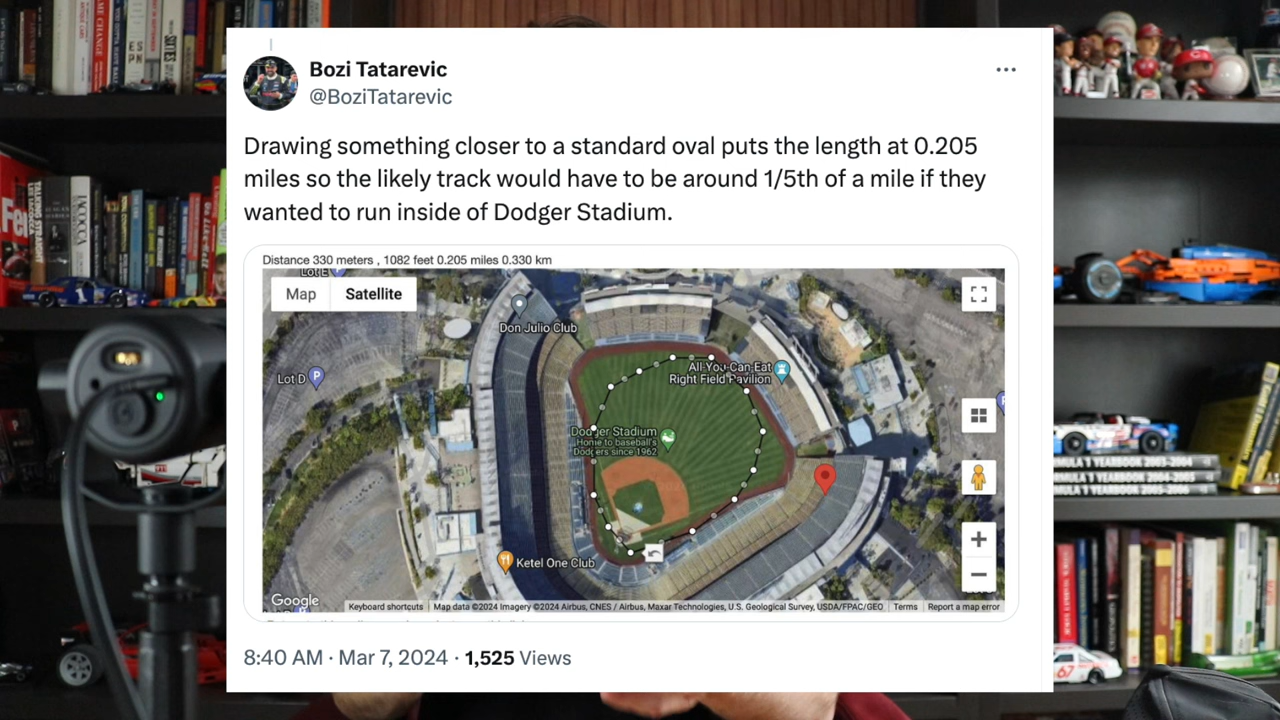 Bozi Tatarevic
@BoziTatarevic
Drawing something closer to a standard oval puts the length at 0.205
miles so the likely track would have to be around 1/5th of a mile if they
wanted to run inside of Dodger Stadium.
Distance 330 meters , 1082 feet 0.205 miles 0.330 km
Lot E
Map
Satellite
Don Julio Club
All-You-Can-Eat
Right Field Pavilion
Lot D
P
Dodger Stadium
Home to baseball's
Dodgers since 1962
Ketel One Club
Google
Keyboard shortcuts
Map data ©2024 Imagery ©2024 Airbus, CNES / Airbus, Maxar Technologies, U.S. Geological Survey, USDA/FPAC/GEO
Terms
Report a map error
8:40 AM · Mar 7, 2024 · 1,525 Views
IACOCCA
1
67